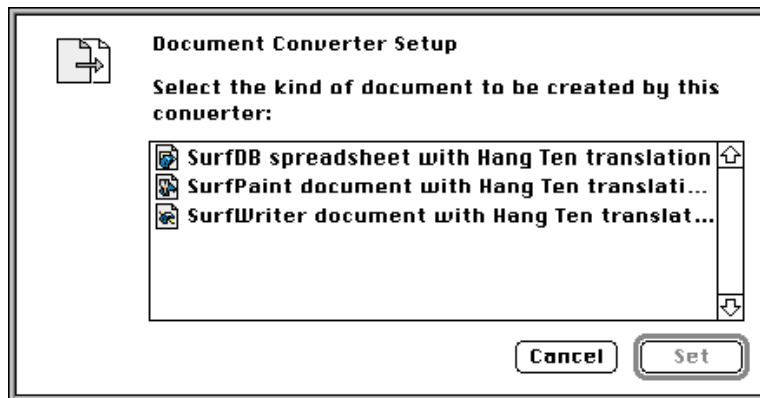 Document Converter Setup
Select the kind of document to be created by this
converter:
SurfDB spreadsheet with Hang Ten translation
SurfPaint document with Hang Ten translati...
SurfWriter document with Hang Ten translat...
Cancel
Set